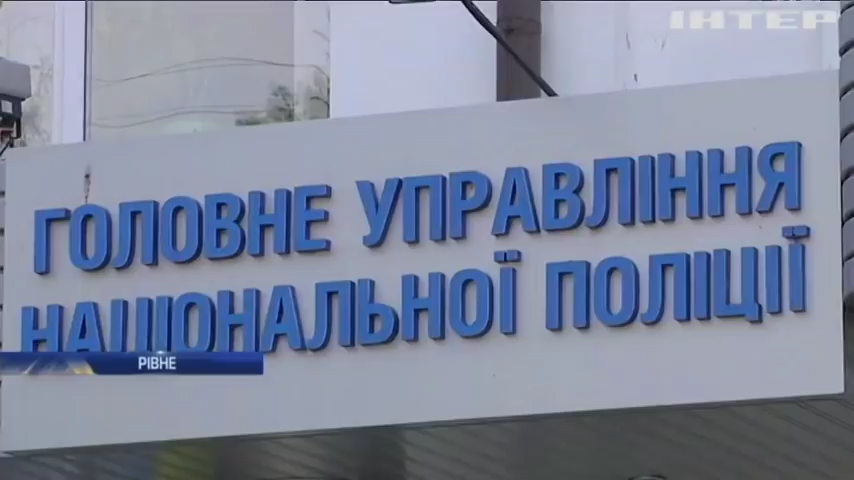 ІНТЕР
ГОЛОВНЕ УПРАВЛІННЯ
НАЦІОНАЛЬНОЇ ПОЛІЦІЇ
РІВНЕ